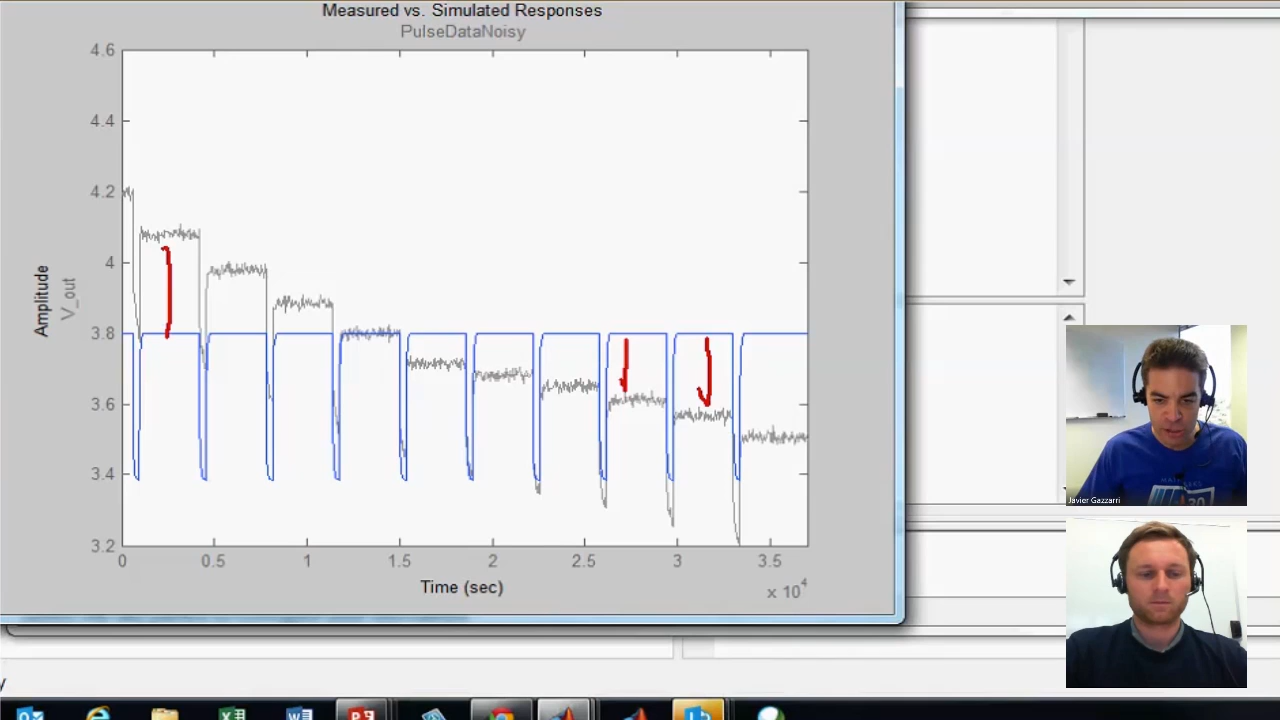 Measured vs. Simulated Responses
PulseDataNoisy
4.6
4.4
4.2
4
3.8
3.6
3.4
3.2
Amplitude
V_out
0 0.5 1 1.5 2 2.5 3 3.5
Time (sec)
x 10^4
Javier Gazzarri